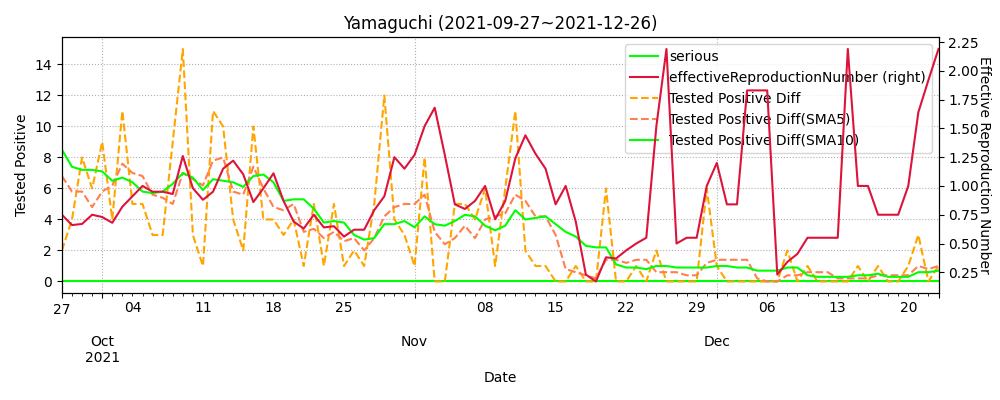 Yamaguchi (2021-09-27~2021-12-26)
serious
effectiveReproductionNumber (right)
Tested Positive Diff
Tested Positive Diff(SMA5)
Tested Positive Diff(SMA10)
Tested Positive
14
12
10
8
6
4
2
0
2.25
2.00
1.75
1.50
1.25
1.00
0.75
0.50
0.25
Effective Reproduction Number
27 04 11 18 25 08 15 22 29 06 13 20
Oct Nov Dec
2021
Date